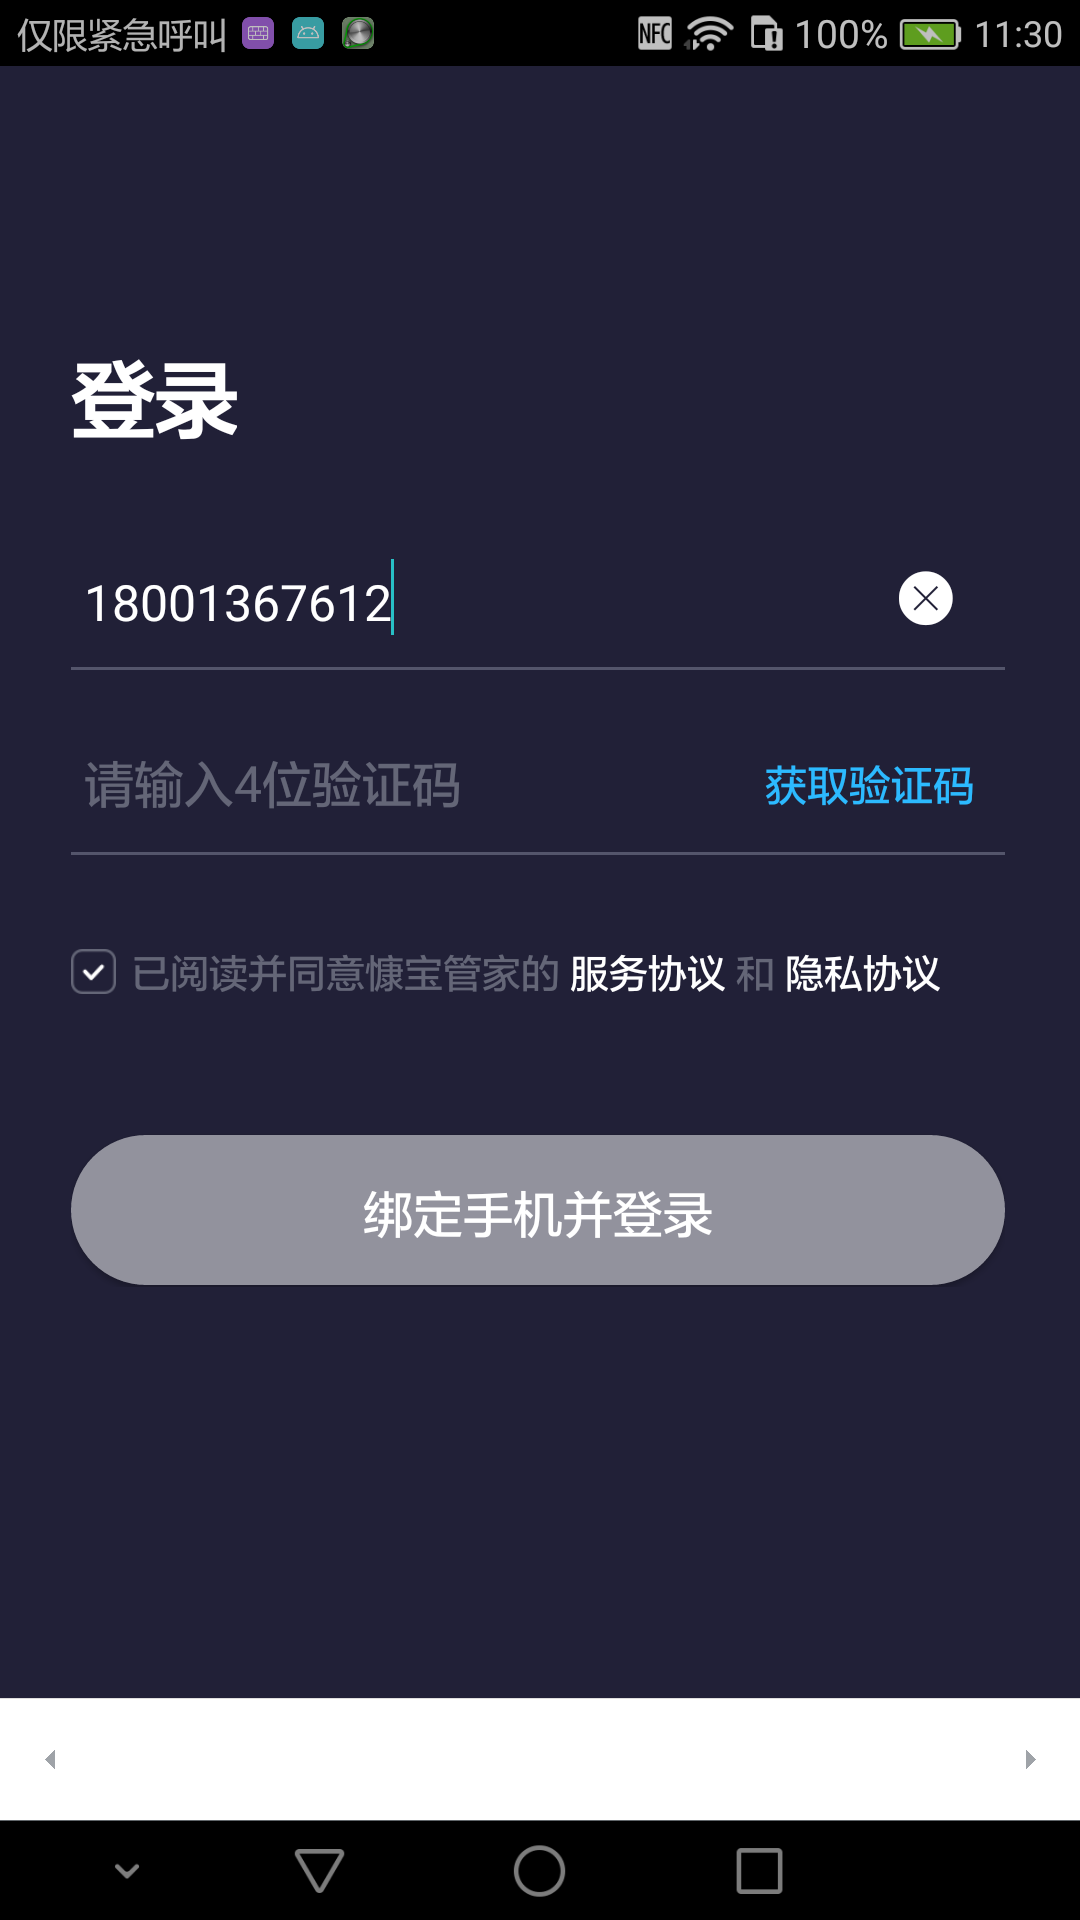 仅限紧急呼叫 NFC 100% 11:30
登录
18001367612
请输入4位验证码 获取验证码
已阅读并同意慷宝管家的 服务协议 和 隐私协议
绑定手机并登录